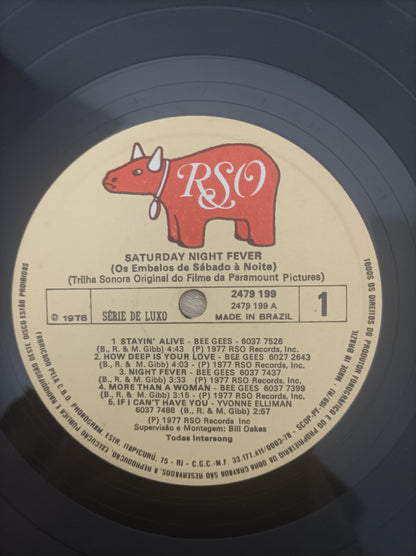 RSO
SATURDAY NIGHT FEVER
(Os Embalos de Sábado à Noite)
(Trilha Sonora Original do Filme da Paramount Pictures)
℗ 1978
SÉRIE DE LUXO
2479 199
2479 199 A
MADE IN BRAZIL
1
1 STAYIN' ALIVE - BEE GEES - 6037 7526
(B., R. & M. Gibb) 4:43 (P) 1977 RSO Records, Inc.
2. HOW DEEP IS YOUR LOVE - BEE GEES 6027 2643
(B., R. & M. Gibb) 4:03 (P) 1977 RSO Records, Inc.
3. NIGHT FEVER - BEE GEES 6037 7437
(B., R. & M. Gibb) 3:33 (P) 1977 RSO Records Inc.
4. MORE THAN A WOMAN - BEE GEES - 6037 7399
(B., R. & M. Gibb) 3:15 - (P) 1977 RSO Records, Inc.
5. IF I CAN'T HAVE YOU - YVONNE ELLIMAN
6037 7488 (B., R. & M. Gibb) 2:57
(P) 1977 RSO Records Inc
Supervisão e Montagem: Bill Oakes
Todas Intersong
FABRICADO PELA C.B.D. PHONOGRAM, EST. ITAPICURÚ, 75 - RJ - C.G.C.-M.F. 33.171.411/0003-78 - SCDP-PF-001/RJ - MADE IN BRAZIL
TODOS OS DIREITOS DO PRODUTOR FONOGRÁFICO E DO PROPRIETÁRIO DA OBRA GRAVADA SÃO RESERVADOS. A REPRODUÇÃO, EXECUÇÃO PÚBLICA E RADIODIFUSÃO DESTE DISCO ESTÃO PROIBIDAS